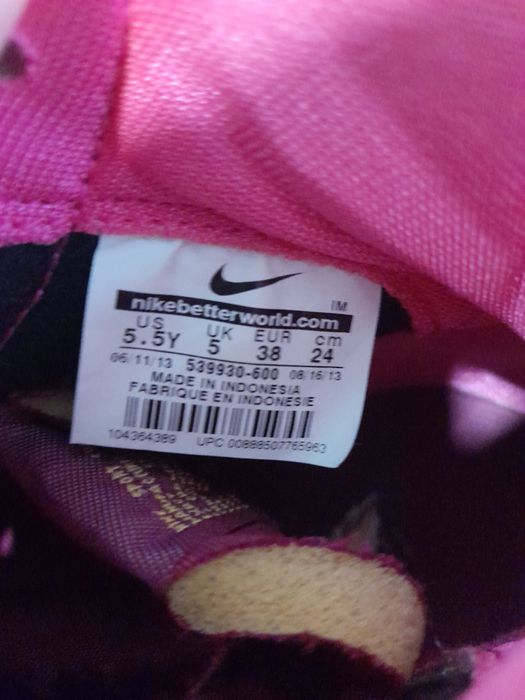 IM
nikebetterworld.com
US UK EUR cm
5.5Y 5 38 24
06/11/13 539930-600 08/16/13
MADE IN INDONESIA
FABRIQUE EN INDONESIE
104364389 UPC 00888507765963